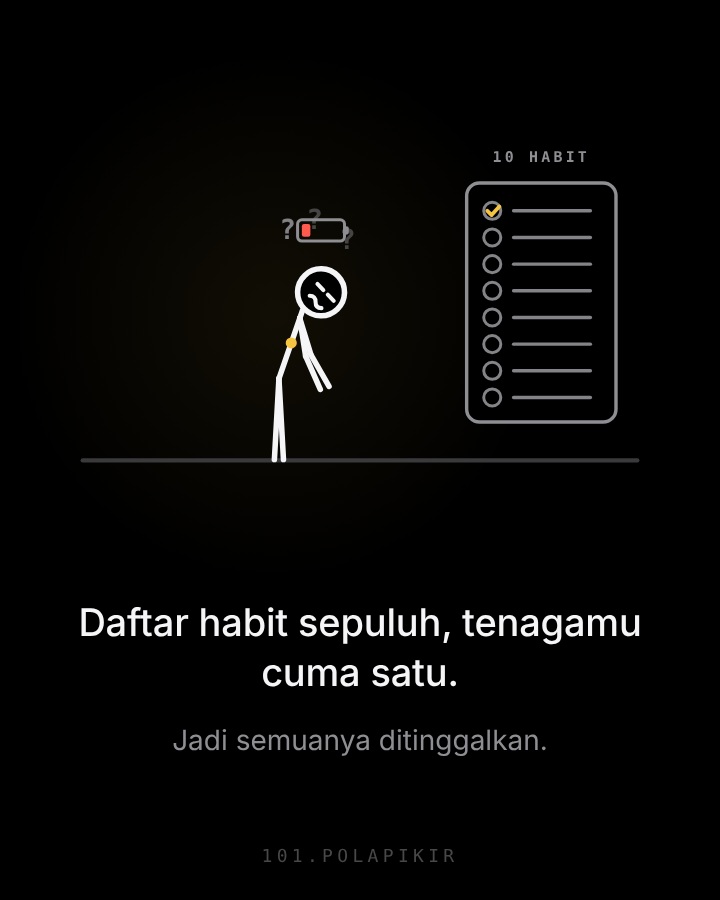 10 HABIT
? ? ?
Daftar habit sepuluh, tenagamu
cuma satu.
Jadi semuanya ditinggalkan.
101.POLAPIKIR